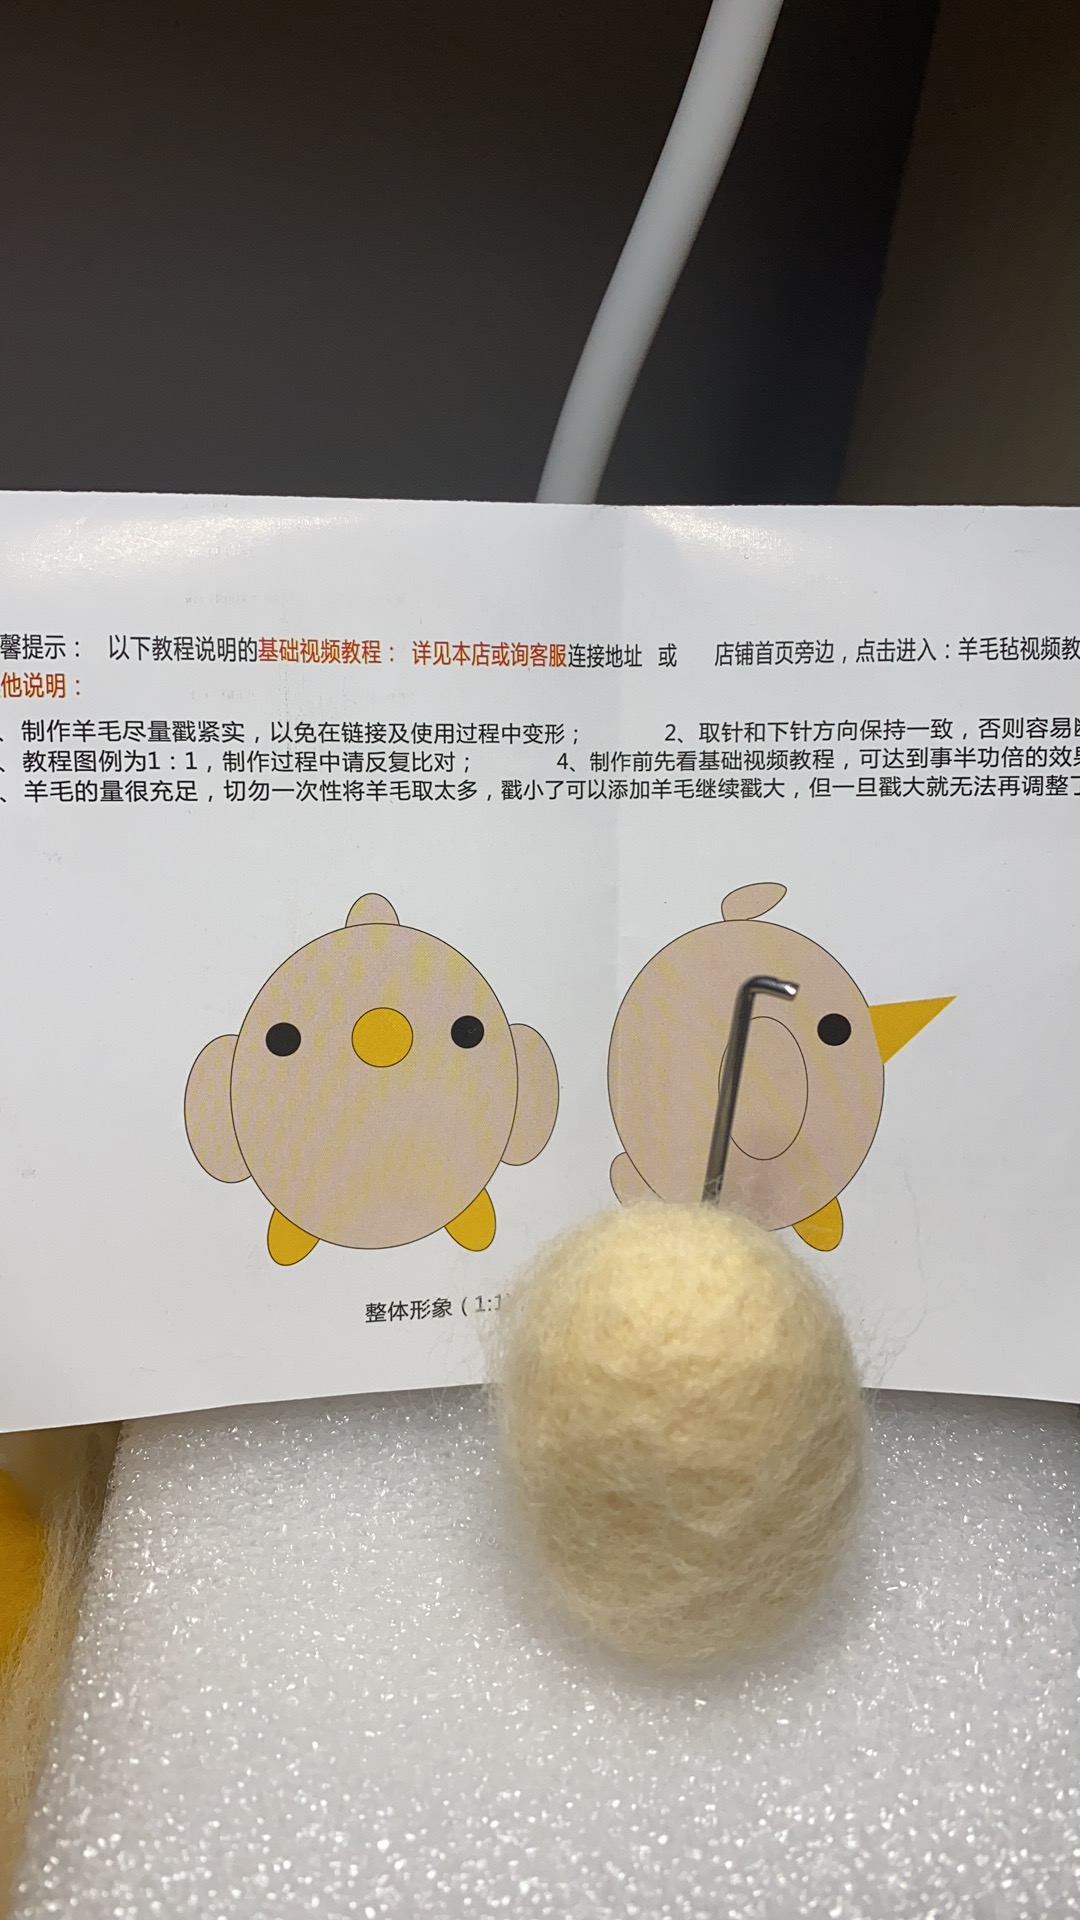 馨提示： 以下教程说明的基础视频教程： 详见本店或询客服连接地址 或 店铺首页旁边，点击进入：羊毛毡视频教
他说明：
、制作羊毛尽量戳紧实，以免在链接及使用过程中变形； 2、取针和下针方向保持一致，否则容易
、教程图例为1：1，制作过程中请反复比对； 4、制作前先看基础视频教程，可达到事半功倍的效
、羊毛的量很充足，切勿一次性将羊毛取太多，戳小了可以添加羊毛继续戳大，但一旦戳大就无法再调整
整体形象（1:1